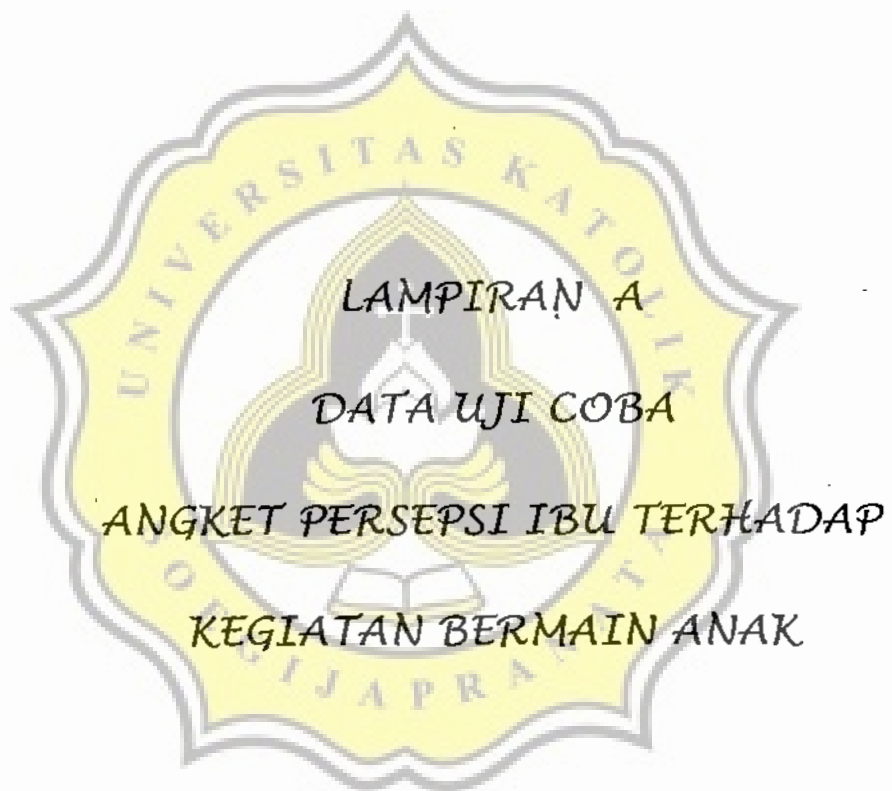 UNIVERSITAS KATOLIK
LAMPIRAN A
DATA UJI COBA
ANGKET PERSEPSI IBU TERHADAP
KEGIATAN BERMAIN ANAK
SOEGIJAPRANATA